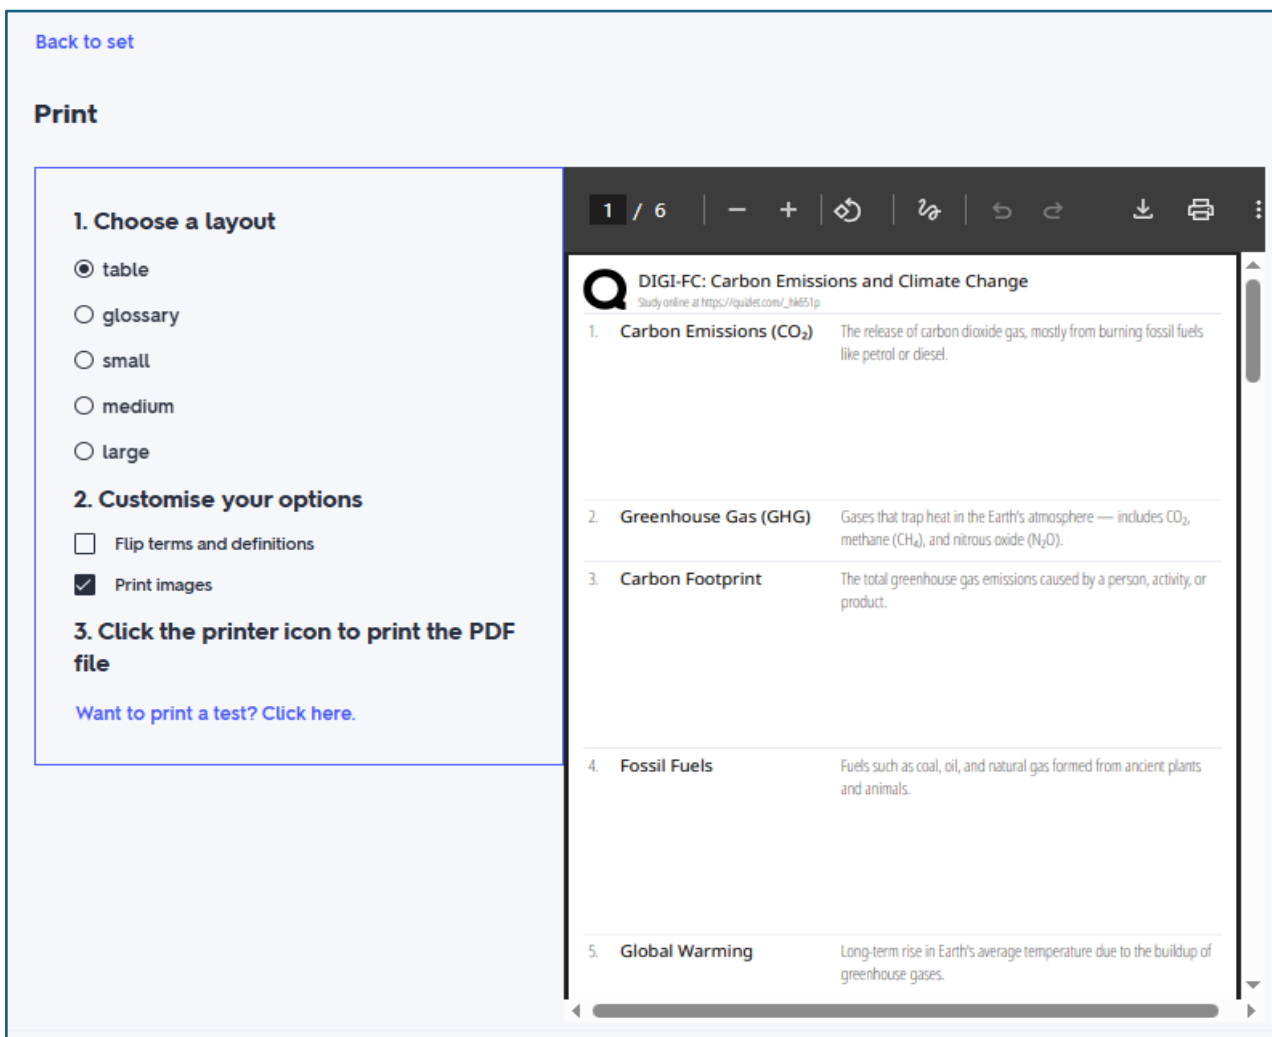 Back to set
Print
1. Choose a layout
table
glossary
small
medium
large
2. Customise your options
Flip terms and definitions
Print images
3. Click the printer icon to print the PDF
file
Want to print a test? Click here.
1 / 6
DIGI-FC: Carbon Emissions and Climate Change
Study online at https://quizlet.com/_hk651p
1. Carbon Emissions (CO₂) The release of carbon dioxide gas, mostly from burning fossil fuels
like petrol or diesel.
2. Greenhouse Gas (GHG) Gases that trap heat in the Earth's atmosphere — includes CO₂,
methane (CH₄), and nitrous oxide (N₂O).
3. Carbon Footprint The total greenhouse gas emissions caused by a person, activity, or
product.
4. Fossil Fuels Fuels such as coal, oil, and natural gas formed from ancient plants
and animals.
5. Global Warming Long-term rise in Earth's average temperature due to the buildup of
greenhouse gases.